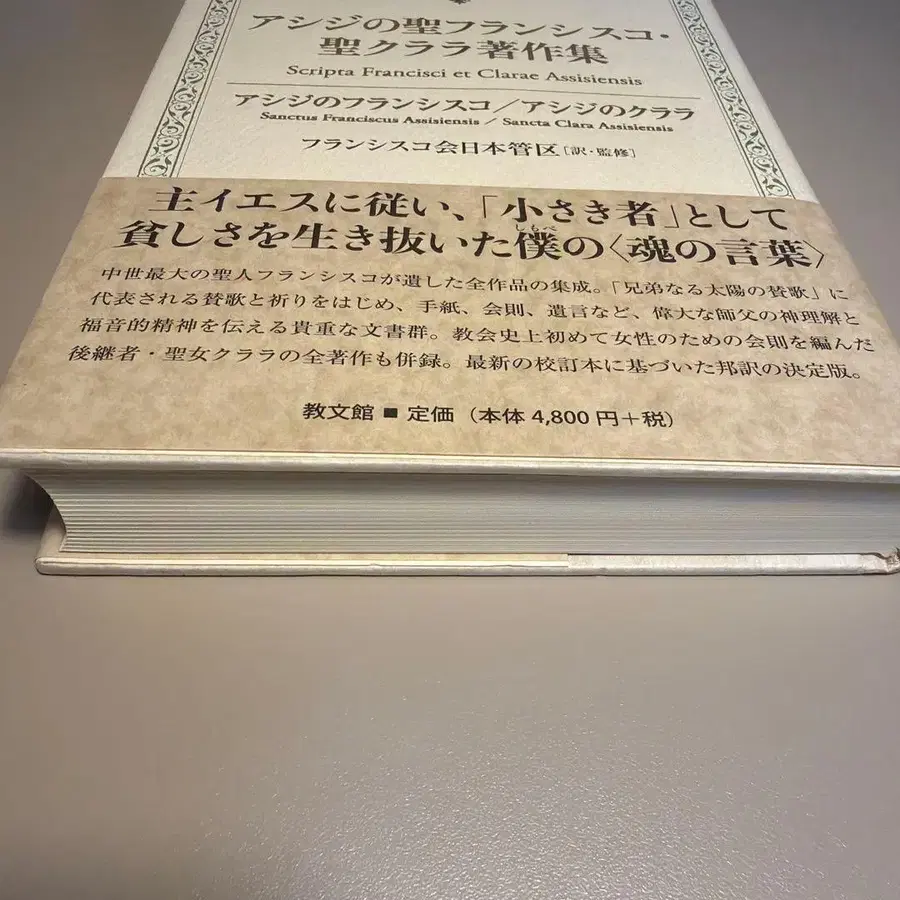 アシジの聖フランシスコ・
聖クララ著作集
Scripta Francisci et Clarae Assisiensis
アシジのフランシスコ／アシジのクララ
Sanctus Franciscus Assisiensis / Sancta Clara Assisiensis
フランシスコ会日本管区［訳・監修］
主イエスに従い、「小さき者」として
しもべ
貧しさを生き抜いた僕の〈魂の言葉〉
中世最大の聖人フランシスコが遺した全作品の集成。「兄弟なる太陽の賛歌」に
代表される賛歌と祈りをはじめ、手紙、会則、遺言など、偉大な師父の神理解と
福音的精神を伝える貴重な文書群。教会史上初めて女性のための会則を編んだ
後継者・聖女クララの全著作も併録。最新の校訂本に基づいた邦訳の決定版。
教文館 ■ 定価（本体 4,800 円＋税）